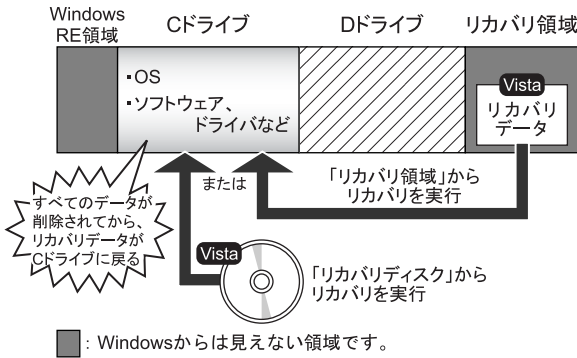 Windows
RE領域
Cドライブ
Dドライブ
リカバリ領域
・OS
・ソフトウェア、
ドライバなど
Vista
リカバリ
データ
または
「リカバリ領域」から
リカバリを実行
すべてのデータが
削除されてから、
リカバリデータが
Cドライブに戻る
Vista
「リカバリディスク」から
リカバリを実行
：Windowsからは見えない領域です。